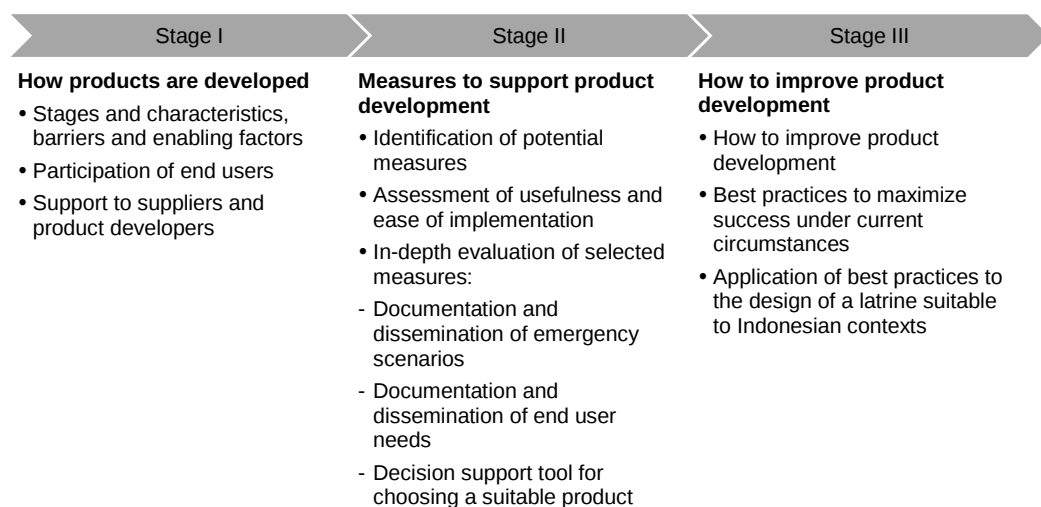 Stage I
Stage II
Stage III
How products are developed
• Stages and characteristics,
barriers and enabling factors
• Participation of end users
• Support to suppliers and
product developers
Measures to support product
development
• Identification of potential
measures
• Assessment of usefulness and
ease of implementation
• In-depth evaluation of selected
measures:
- Documentation and
dissemination of emergency
scenarios
- Documentation and
dissemination of end user
needs
- Decision support tool for
choosing a suitable product
How to improve product
development
• How to improve product
development
• Best practices to maximize
success under current
circumstances
• Application of best practices to
the design of a latrine suitable
to Indonesian contexts